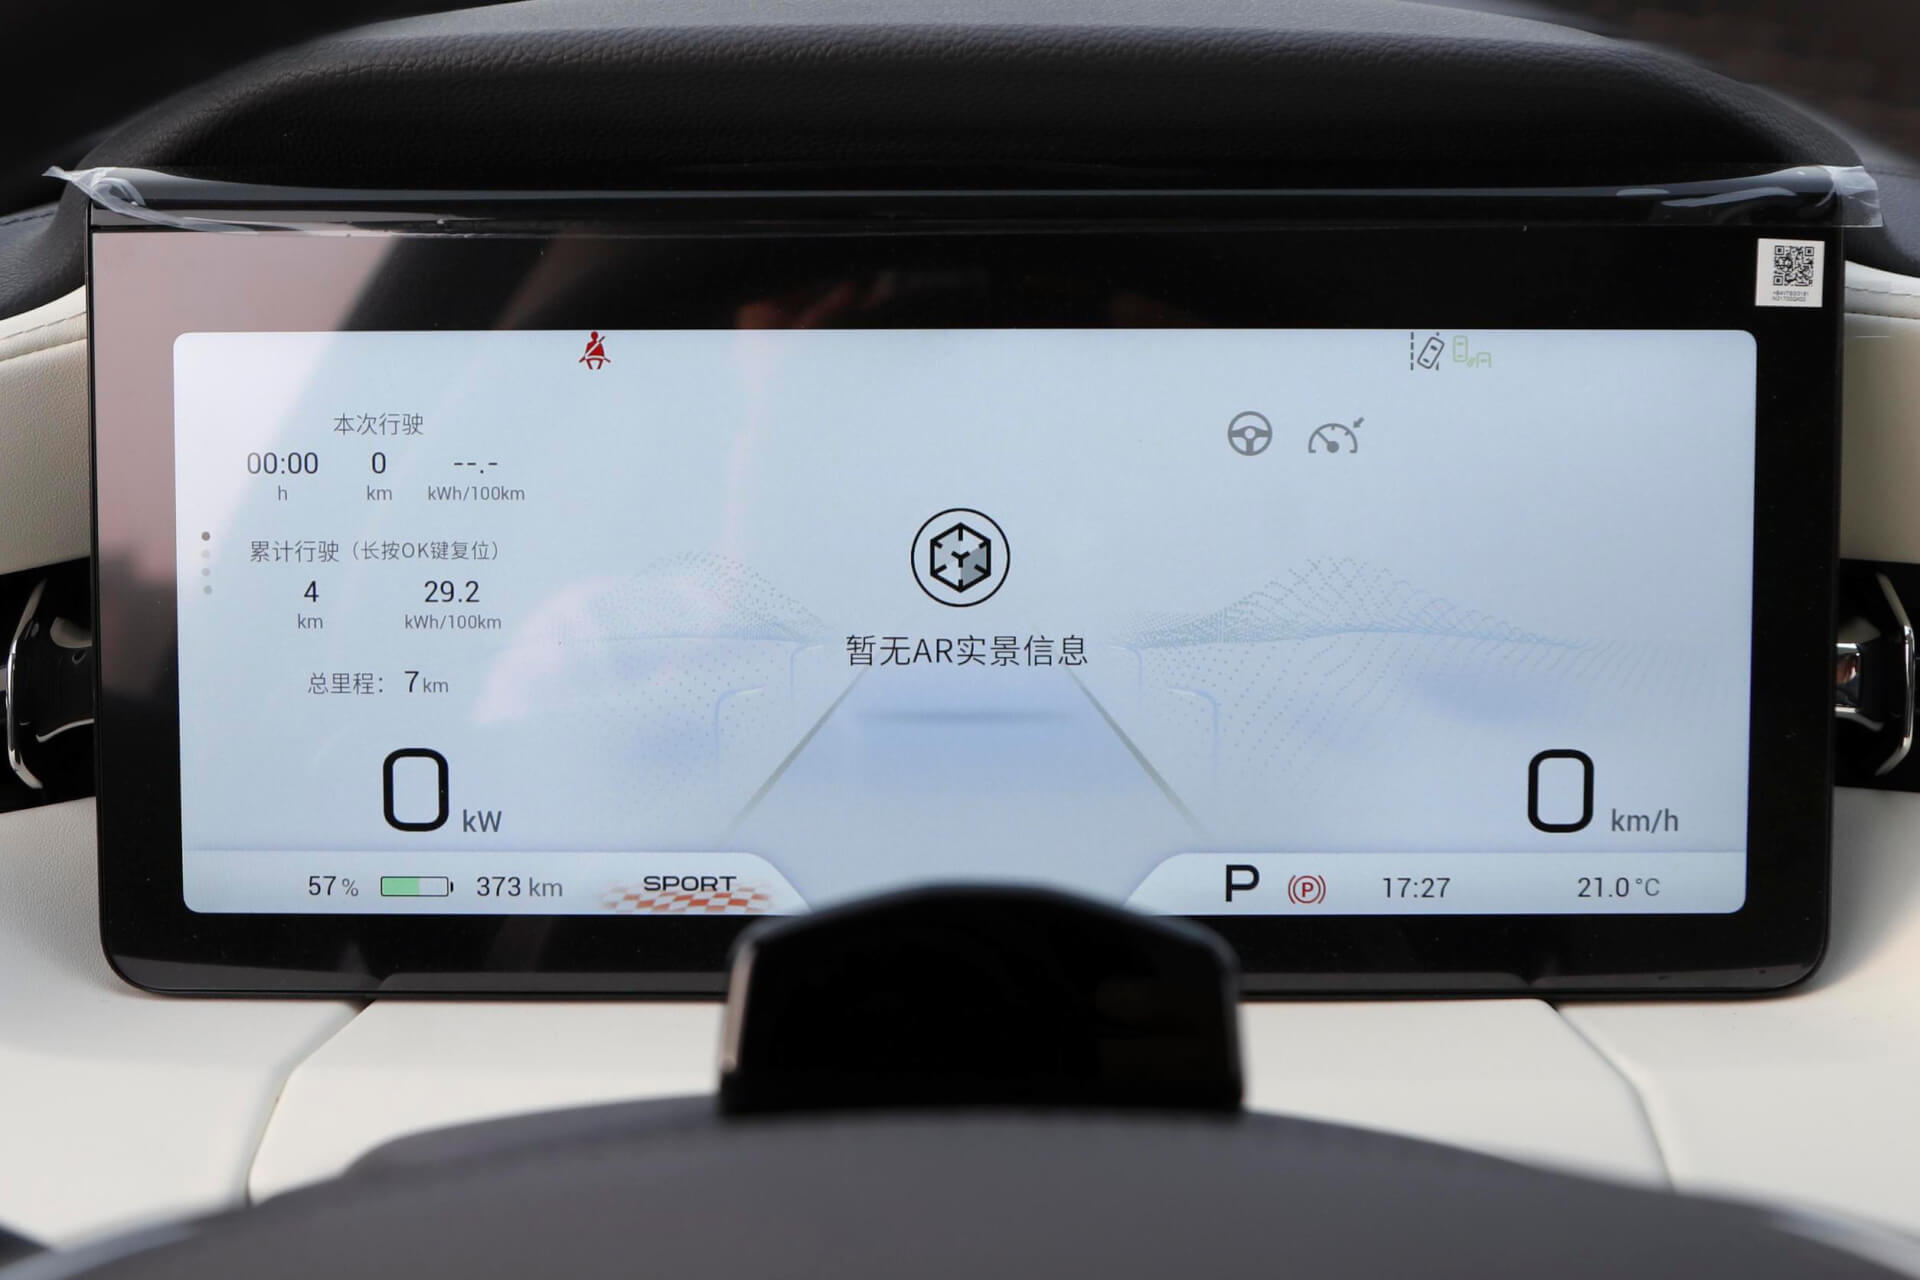 本次行驶
00:00 0 --.-
h km kWh/100km
累计行驶（长按OK键复位）
4 29.2
km kWh/100km
总里程： 7 km
暂无AR实景信息
0 kW
0 km/h
57 % 373 km SPORT
P (P) 17:27 21.0 °C